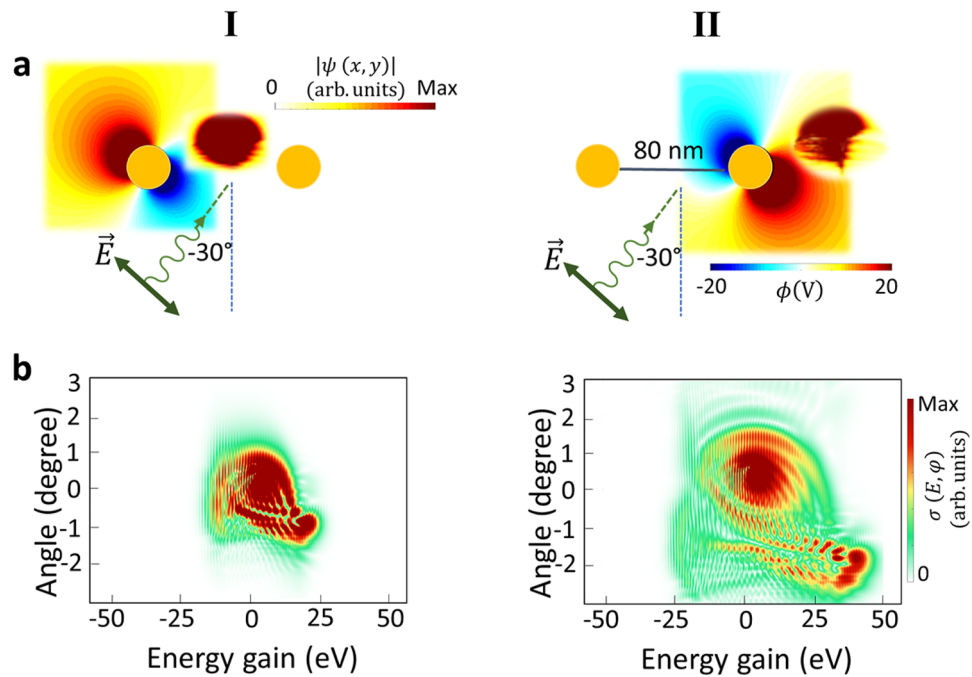 I II
a
|ψ (x, y)|
0 (arb. units) Max
80 nm
E⃗ -30°
E⃗ -30°
-20 ϕ(V) 20
b
3
2
1
0
-1
-2
Angle (degree)
-50 -25 0 25 50
Energy gain (eV)
3
2
1
0
-1
-2
Angle (degree)
-50 -25 0 25 50
Energy gain (eV)
Max
0
σ (E, φ)
(arb. units)